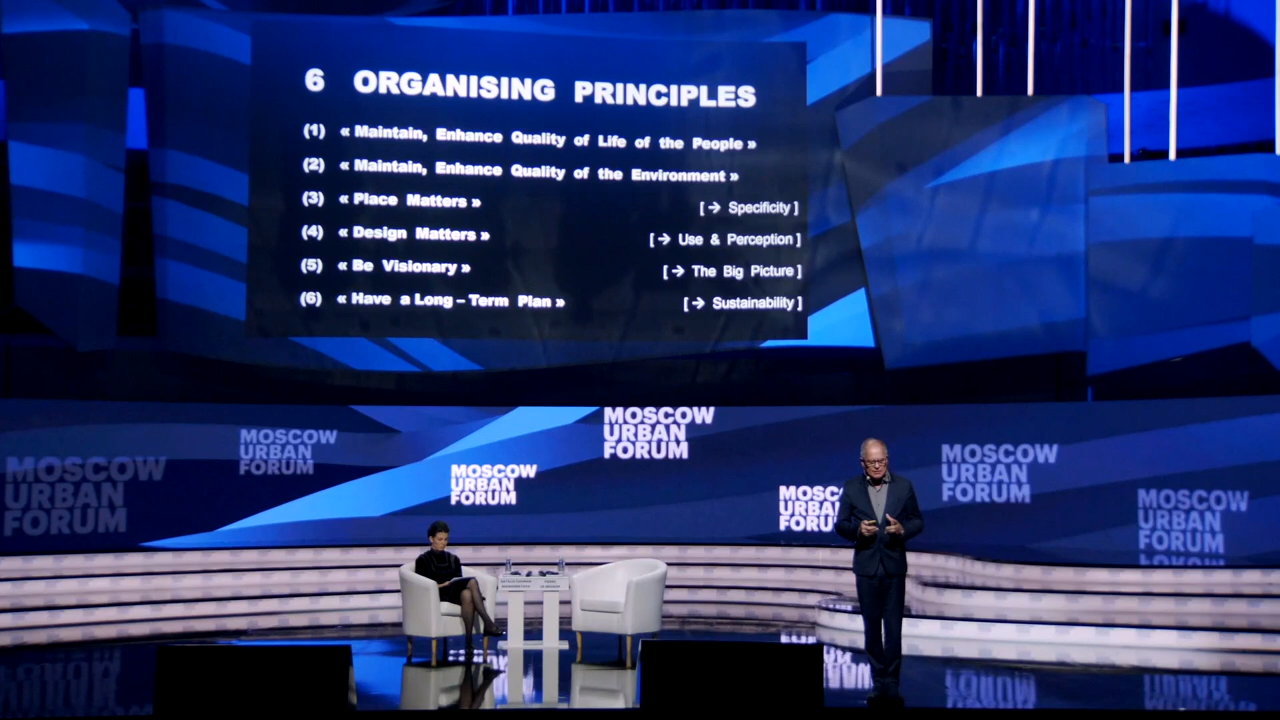 6 ORGANISING PRINCIPLES
(1) « Maintain, Enhance Quality of Life of the People »
(2) « Maintain, Enhance Quality of the Environment »
(3) « Place Matters » [ → Specificity ]
(4) « Design Matters » [ → Use & Perception ]
(5) « Be Visionary » [ → The Big Picture ]
(6) « Have a Long – Term Plan » [ → Sustainability ]
MOSCOW
URBAN
FORUM
MOSCOW
URBAN
FORUM
MOSCOW
URBAN
FORUM
MOSCOW
URBAN
FORUM
MOSC
URBA
FORU
MOSCOW
URBAN
FORUM
MOSCOW
URBAN
FORUM